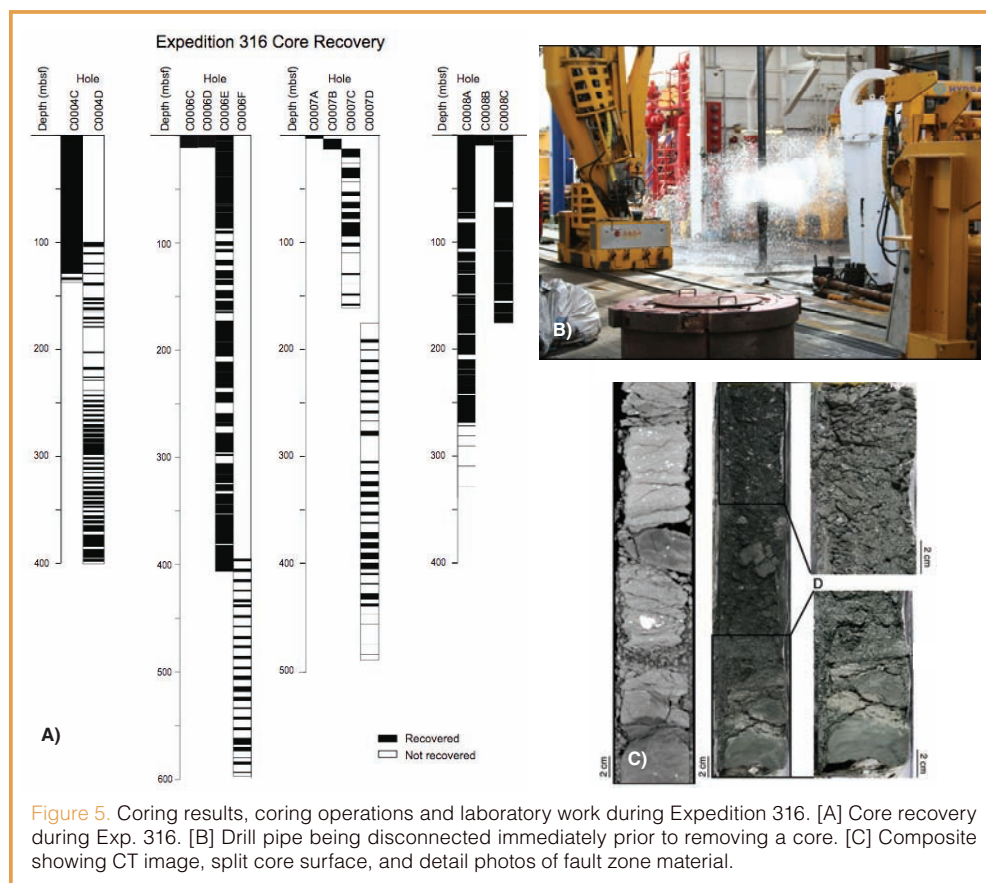 Expedition 316 Core Recovery
Depth (mbsf)
Hole
C0004C
C0004D
100
200
300
400
Depth (mbsf)
Hole
C0006C
C0006D
C0006E
C0006F
100
200
300
400
500
600
Depth (mbsf)
Hole
C0007A
C0007B
C0007C
C0007D
100
200
300
400
500
Depth (mbsf)
Hole
C0008A
C0008B
C0008C
100
200
300
400
A)
Recovered
Not recovered
B)
C)
D
2 cm
2 cm
2 cm
2 cm
Figure 5. Coring results, coring operations and laboratory work during Expedition 316. [A] Core recovery
during Exp. 316. [B] Drill pipe being disconnected immediately prior to removing a core. [C] Composite
showing CT image, split core surface, and detail photos of fault zone material.